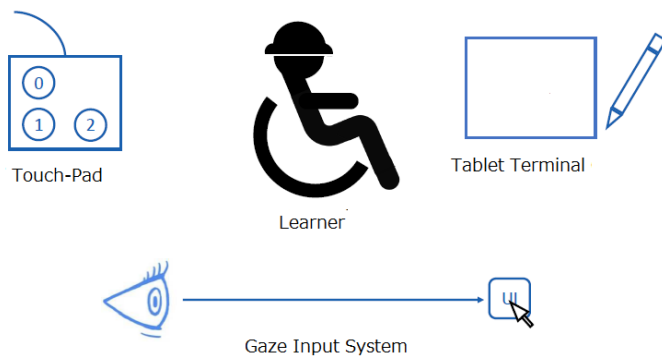 0
1 2
Touch-Pad
Learner
Tablet Terminal
UI
Gaze Input System